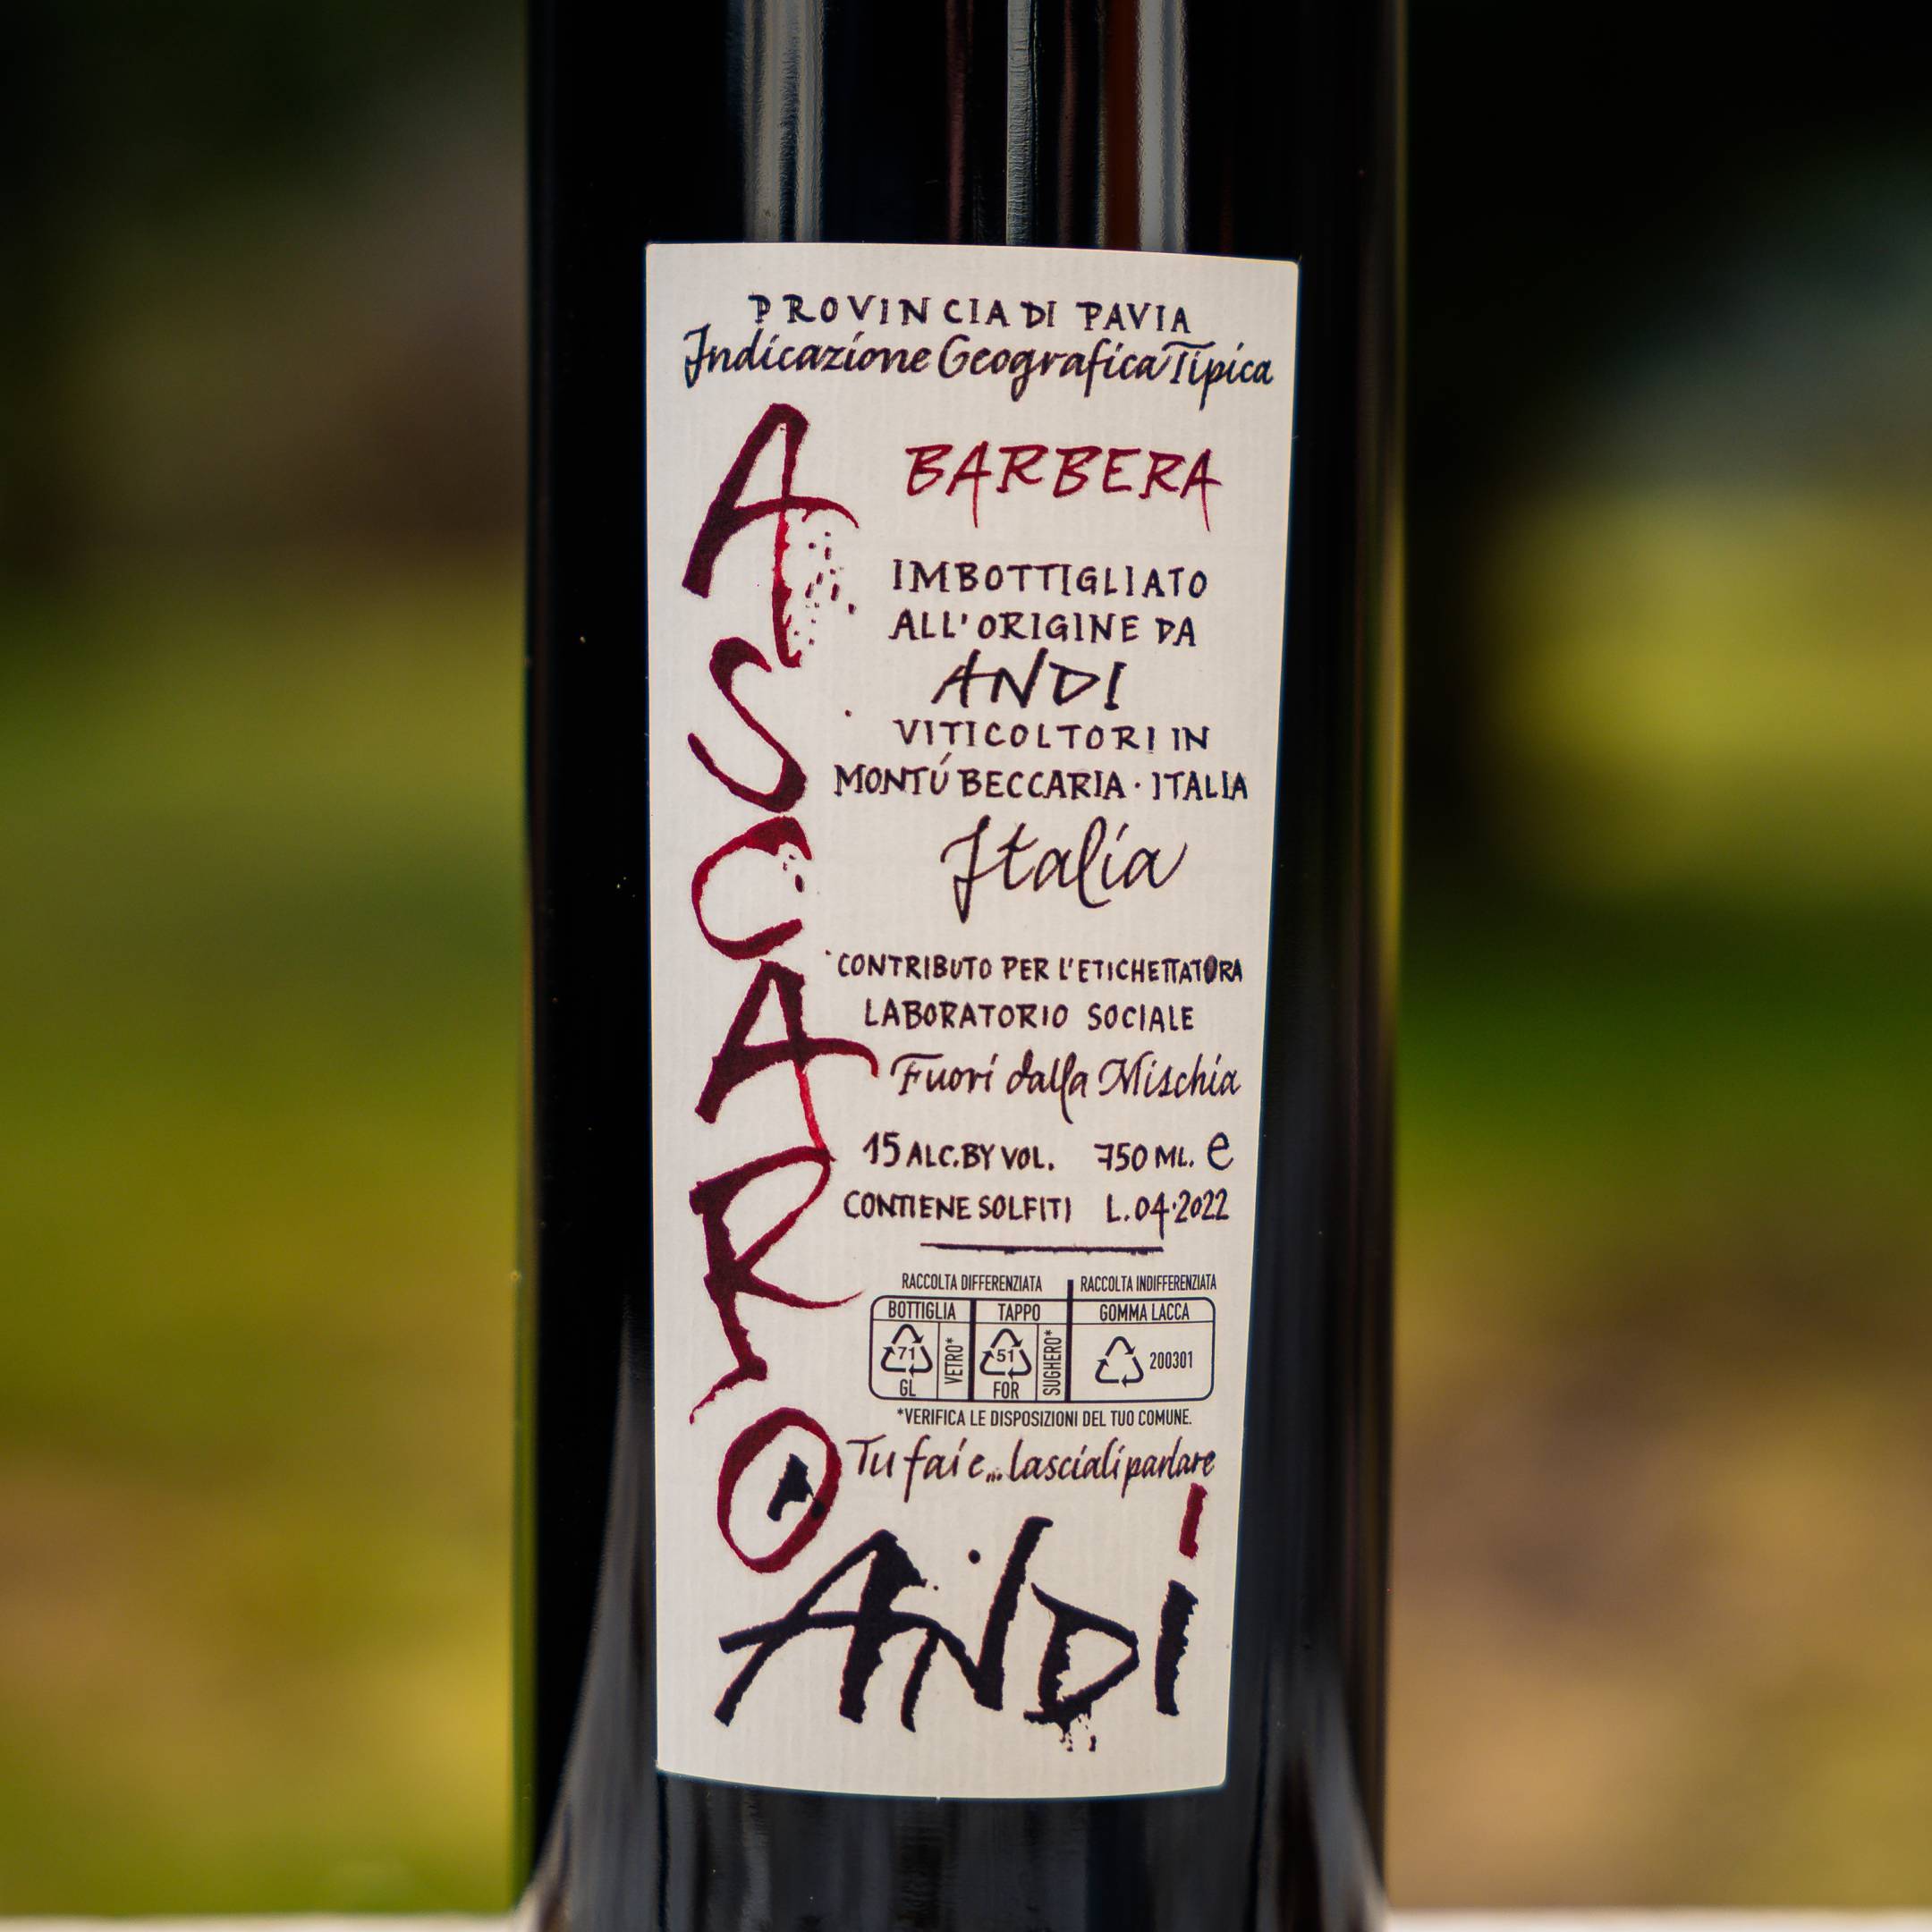 PROVINCIA DI PAVIA
Indicazione Geografica Tipica
ASCARO
BARBERA
IMBOTTIGLIATO
ALL'ORIGINE DA
ANDI
VITICOLTORI IN
MONTÚ BECCARIA · ITALIA
Italia
CONTRIBUTO PER L'ETICHETTATORA
LABORATORIO SOCIALE
Fuori dalla Mischia
15 ALC. BY VOL. 750 ML. e
CONTIENE SOLFITI L. 04·2022
RACCOLTA DIFFERENZIATA RACCOLTA INDIFFERENZIATA
BOTTIGLIA TAPPO GOMMA LACCA
71 GL VETRO* 51 FOR SUGHERO* 200301
*VERIFICA LE DISPOSIZIONI DEL TUO COMUNE.
Tu fai e... lasciali parlare
ANDI